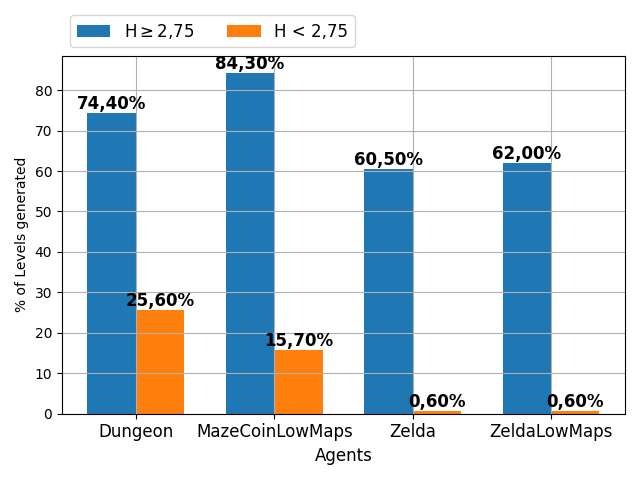 H ≥ 2,75
H < 2,75
84,30%
74,40%
60,50%
62,00%
25,60%
15,70%
0,60%
0,60%
% of Levels generated
80
70
60
50
40
30
20
10
0
Dungeon
MazeCoinLowMaps
Zelda
ZeldaLowMaps
Agents